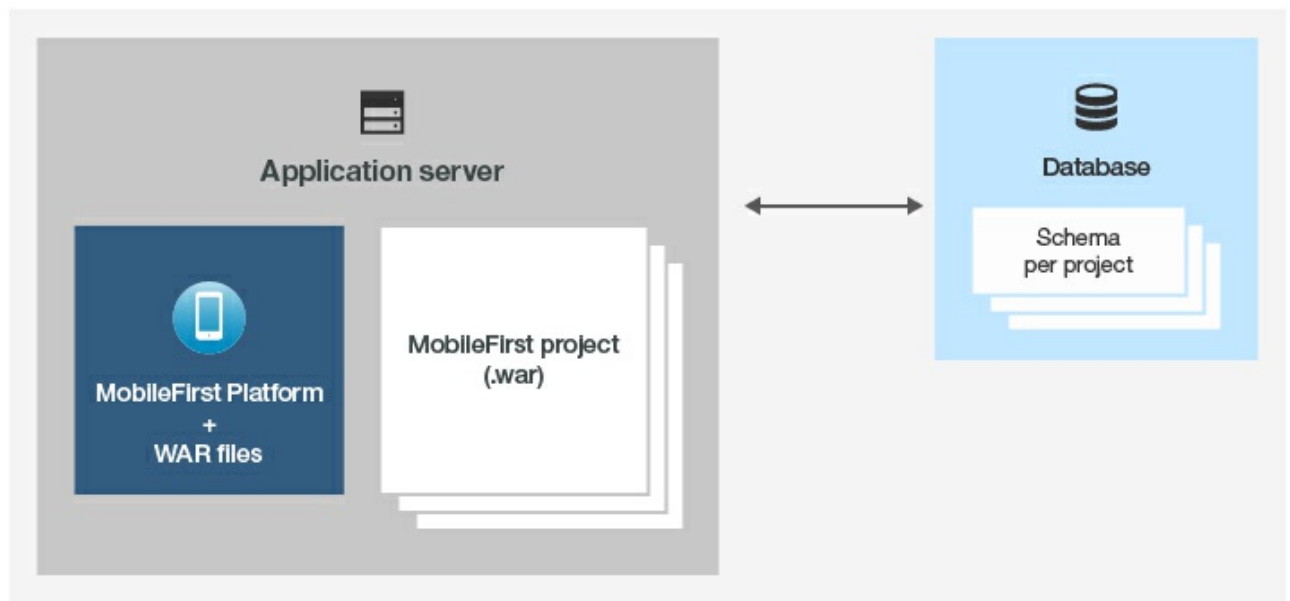 Application server
MobileFirst Platform
+
WAR files
MobileFirst project
(.war)
Database
Schema
per project